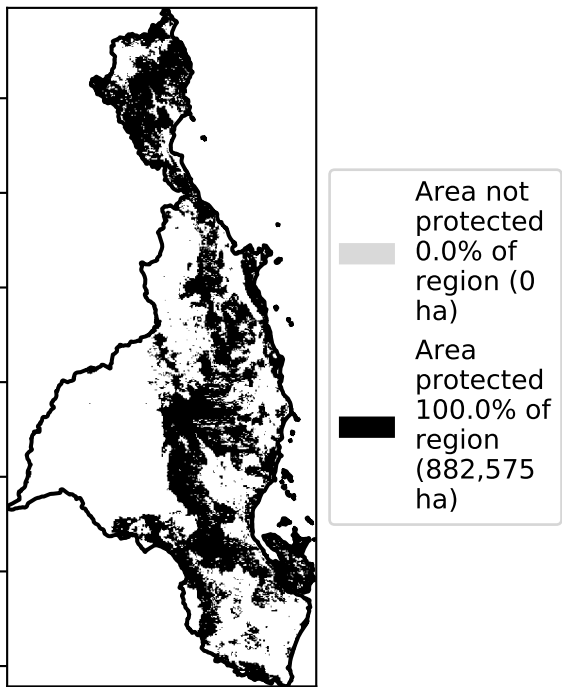 Area not
protected
0.0% of
region (0
ha)
Area
protected
100.0% of
region
(882,575
ha)